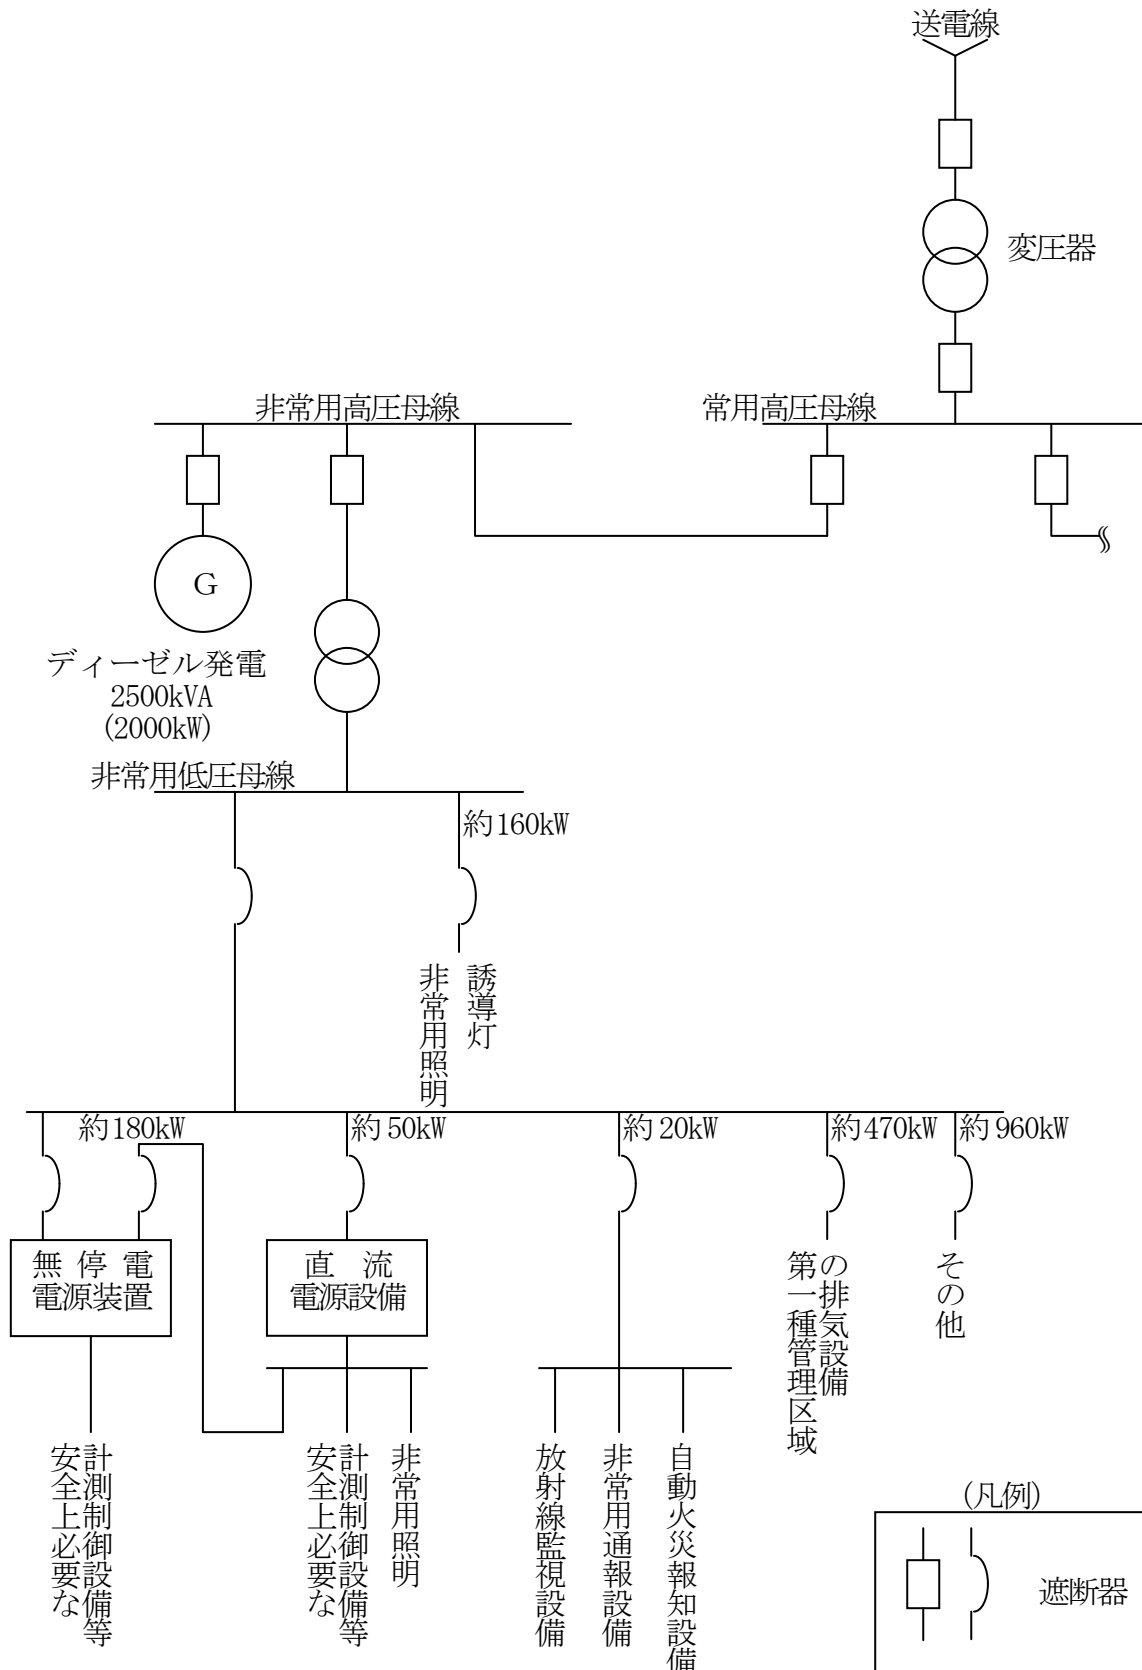 送電線
変圧器
非常用高圧母線
常用高圧母線
G
ディーゼル発電
2500kVA
(2000kW)
非常用低圧母線
約160kW
誘導灯
非常用照明
約180kW
約50kW
約20kW
約470kW
約960kW
無停電
電源装置
直流
電源設備
第一種管理区域
の排気設備
その他
安全上必要な
計測制御設備等
安全上必要な
計測制御設備等
非常用照明
放射線監視設備
非常用通報設備
自動火災報知設備
(凡例)
遮断器